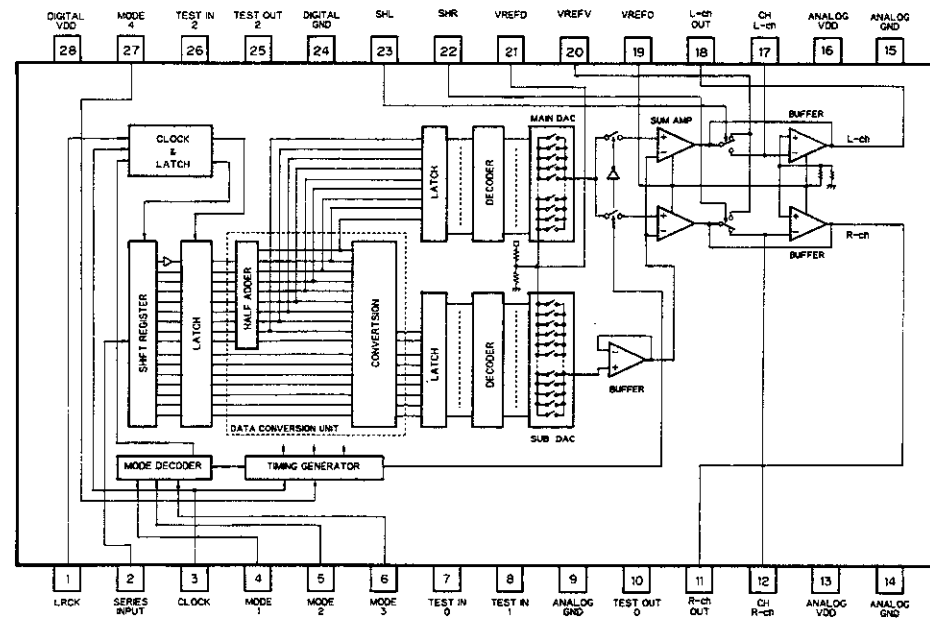 DIGITAL VDD
MODE 4
TEST IN 2
TEST OUT 2
DIGITAL GND
SHL
SHR
VREFD
VREFV
VREFO
L-ch OUT
CH L-ch
ANALOG VDD
ANALOG GND
28
27
26
25
24
23
22
21
20
19
18
17
16
15
CLOCK
&
LATCH
MAIN DAC
SUM AMP
BUFFER
L-ch
LATCH
DECODER
R-ch
BUFFER
SHIFT REGISTER
LATCH
HALF ADDER
CONVERTSION
LATCH
DECODER
BUFFER
DATA CONVERSION UNIT
SUB DAC
MODE DECODER
TIMING GENERATOR
1
2
3
4
5
6
7
8
9
10
11
12
13
14
LRCK
SERIES INPUT
CLOCK
MODE 1
MODE 2
MODE 3
TEST IN 0
TEST IN 1
ANALOG GND
TEST OUT 0
R-ch OUT
CH R-ch
ANALOG VDD
ANALOG GND